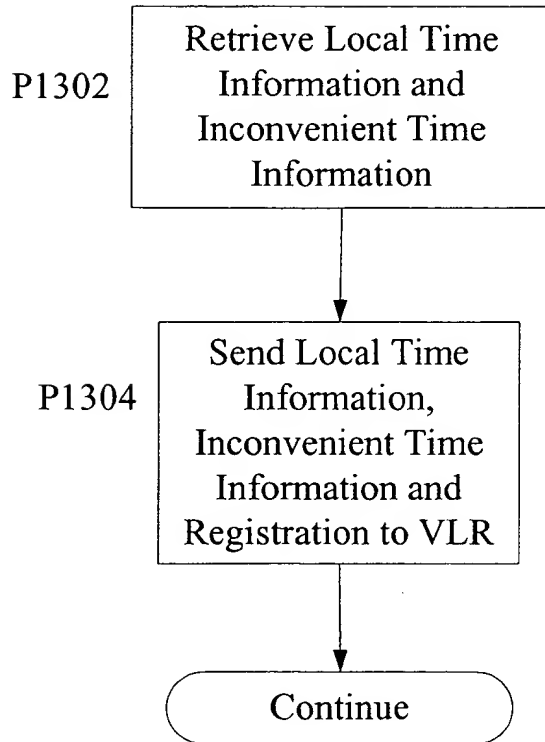 Retrieve Local Time
P1302
Information and
Inconvenient Time
Information
Send Local Time
P1304
Information,
Inconvenient Time
Information and
Registration to VLR
Continue